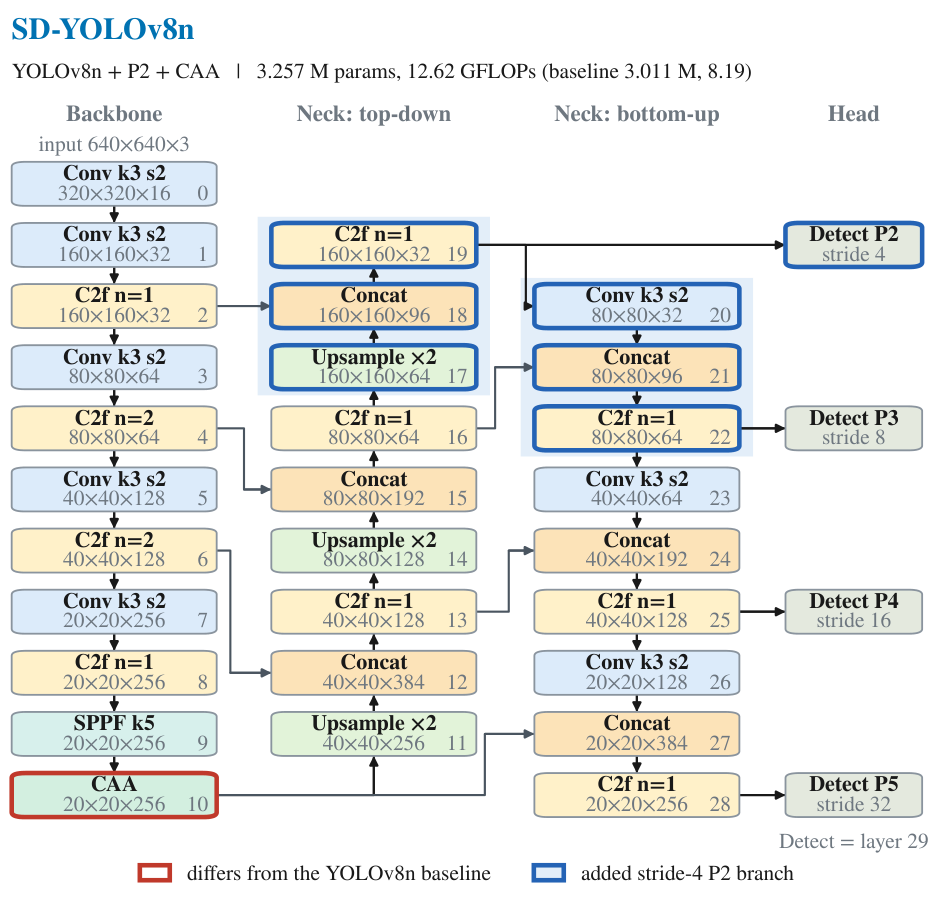 SD-YOLOv8n
YOLOv8n + P2 + CAA | 3.257 M params, 12.62 GFLOPs (baseline 3.011 M, 8.19)
Backbone
input 640×640×3
Conv k3 s2
320×320×16 0
Conv k3 s2
160×160×32 1
C2f n=1
160×160×32 2
Conv k3 s2
80×80×64 3
C2f n=2
80×80×64 4
Conv k3 s2
40×40×128 5
C2f n=2
40×40×128 6
Conv k3 s2
20×20×256 7
C2f n=1
20×20×256 8
SPPF k5
20×20×256 9
CAA
20×20×256 10
Neck: top-down
C2f n=1
160×160×32 19
Concat
160×160×96 18
Upsample ×2
160×160×64 17
C2f n=1
80×80×64 16
Concat
80×80×192 15
Upsample ×2
80×80×128 14
C2f n=1
40×40×128 13
Concat
40×40×384 12
Upsample ×2
40×40×256 11
Neck: bottom-up
Conv k3 s2
80×80×32 20
Concat
80×80×96 21
C2f n=1
80×80×64 22
Conv k3 s2
40×40×64 23
Concat
40×40×192 24
C2f n=1
40×40×128 25
Conv k3 s2
20×20×128 26
Concat
20×20×384 27
C2f n=1
20×20×256 28
Head
Detect P2
stride 4
Detect P3
stride 8
Detect P4
stride 16
Detect P5
stride 32
Detect = layer 29
differs from the YOLOv8n baseline
added stride-4 P2 branch